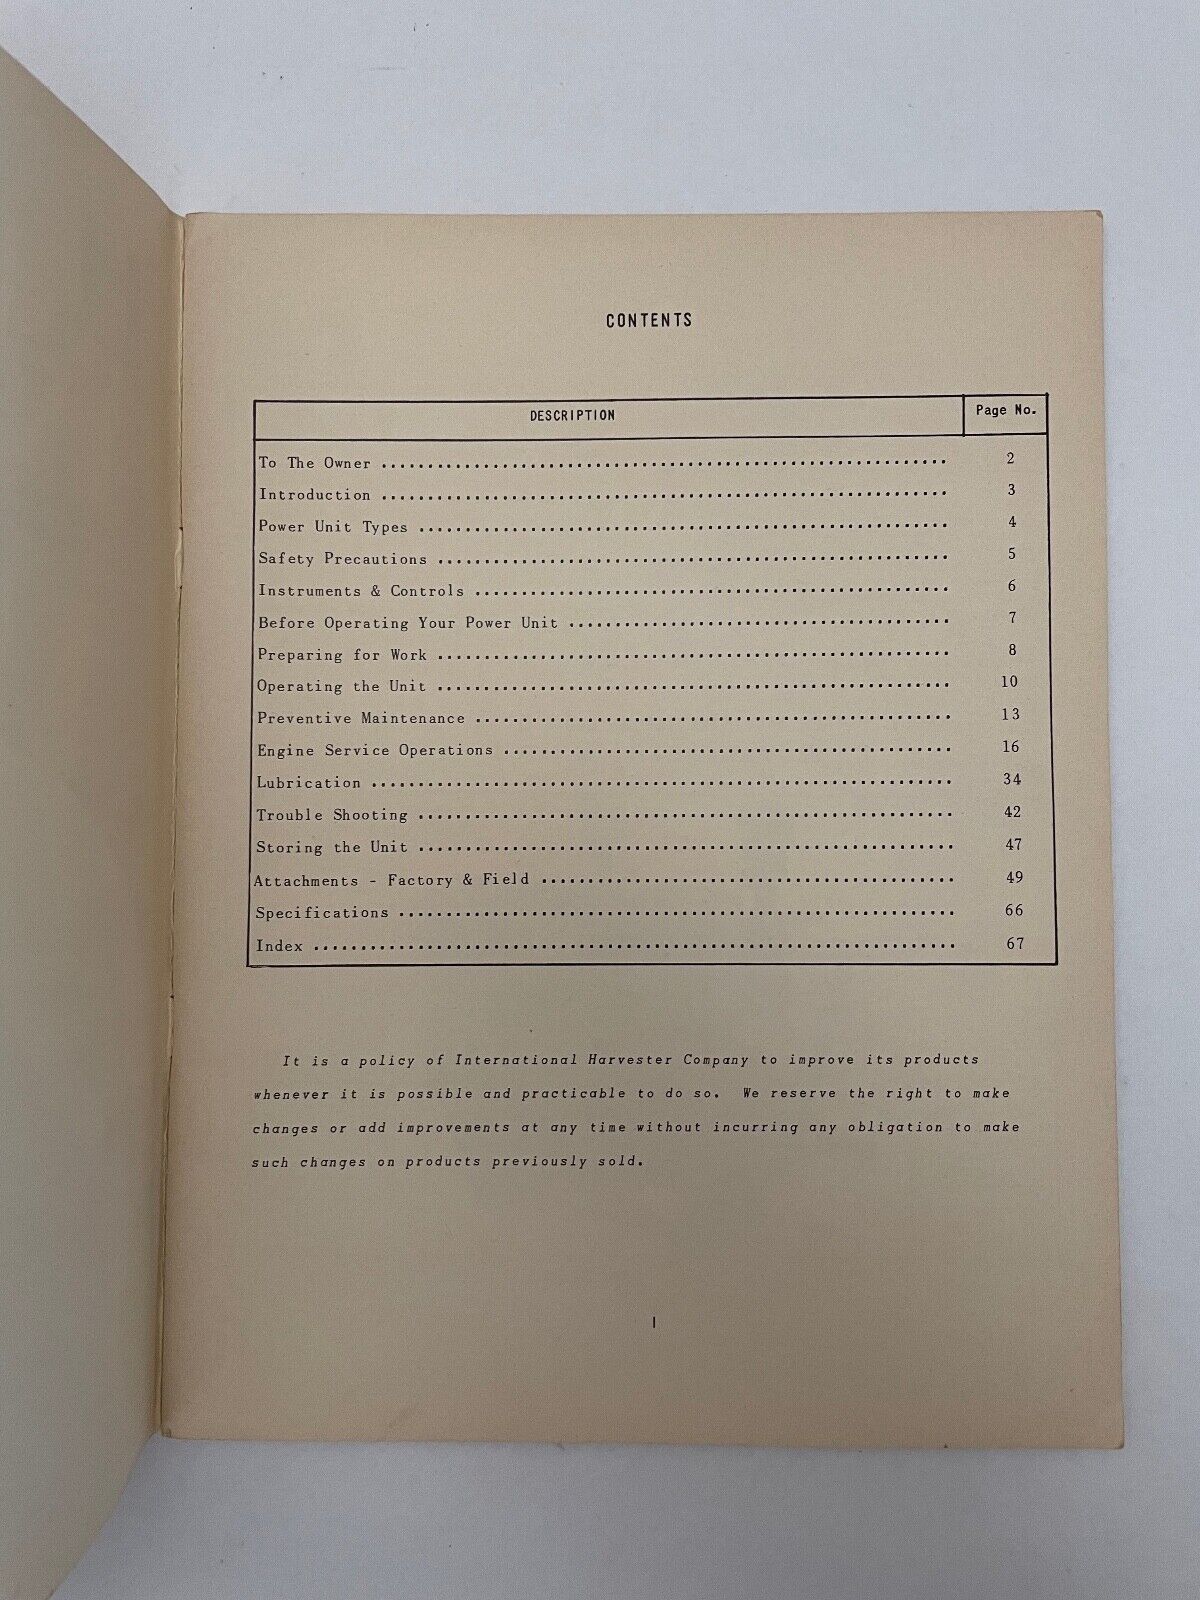 CONTENTS
DESCRIPTION Page No.
To The Owner ............................................................. 2
Introduction ............................................................. 3
Power Unit Types ......................................................... 4
Safety Precautions ....................................................... 5
Instruments & Controls ................................................... 6
Before Operating Your Power Unit ......................................... 7
Preparing for Work ....................................................... 8
Operating the Unit ....................................................... 10
Preventive Maintenance ................................................... 13
Engine Service Operations ................................................ 16
Lubrication .............................................................. 34
Trouble Shooting ......................................................... 42
Storing the Unit ......................................................... 47
Attachments - Factory & Field ............................................ 49
Specifications ........................................................... 66
Index .................................................................... 67
It is a policy of International Harvester Company to improve its products
whenever it is possible and practicable to do so. We reserve the right to make
changes or add improvements at any time without incurring any obligation to make
such changes on products previously sold.
1